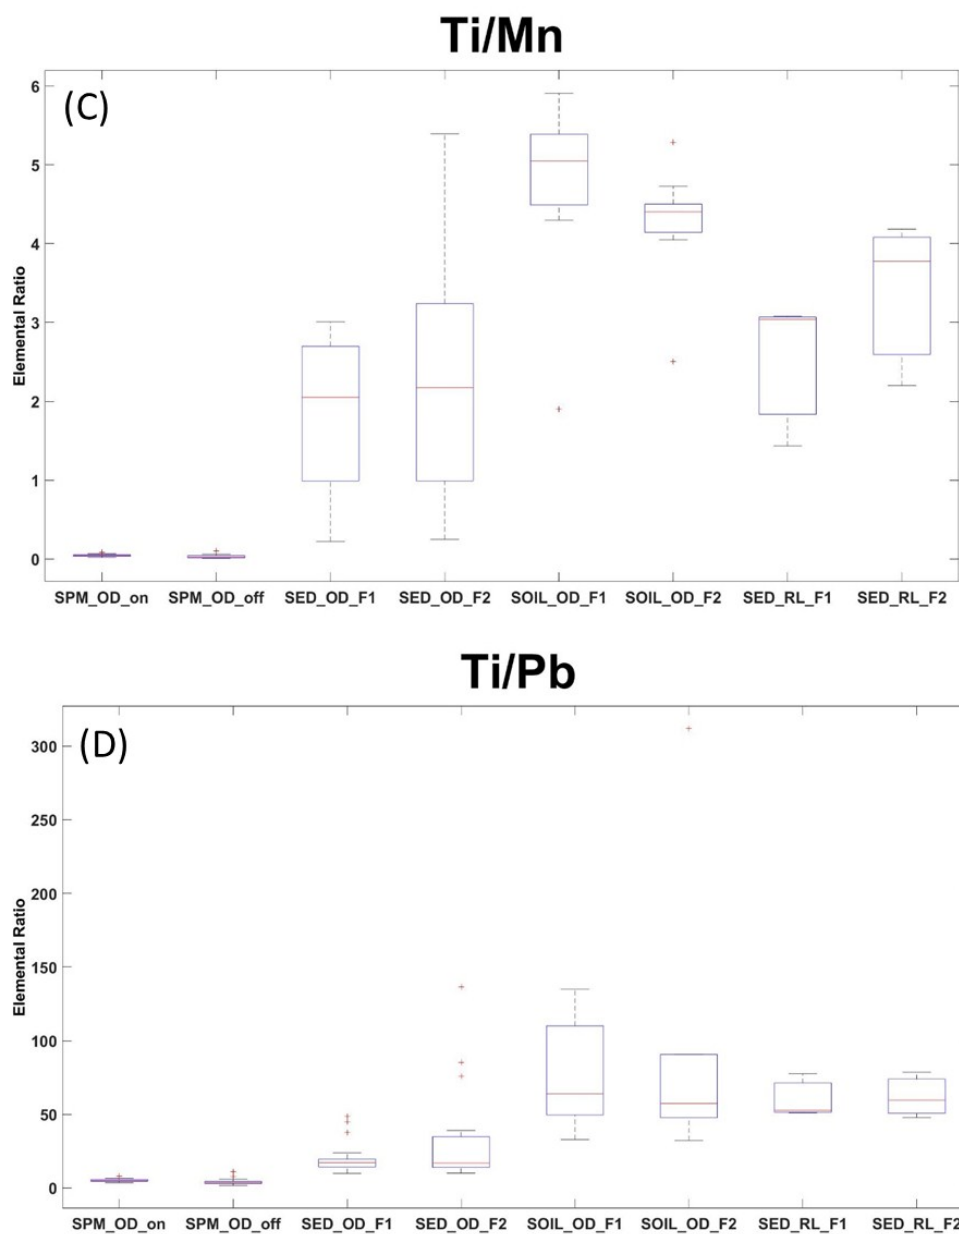 Ti/Mn
(C)
6
5
4
3
2
1
0
Elemental Ratio
SPM_OD_on SPM_OD_off SED_OD_F1 SED_OD_F2 SOIL_OD_F1 SOIL_OD_F2 SED_RL_F1 SED_RL_F2
Ti/Pb
(D)
300
250
200
150
100
50
0
Elemental Ratio
SPM_OD_on SPM_OD_off SED_OD_F1 SED_OD_F2 SOIL_OD_F1 SOIL_OD_F2 SED_RL_F1 SED_RL_F2